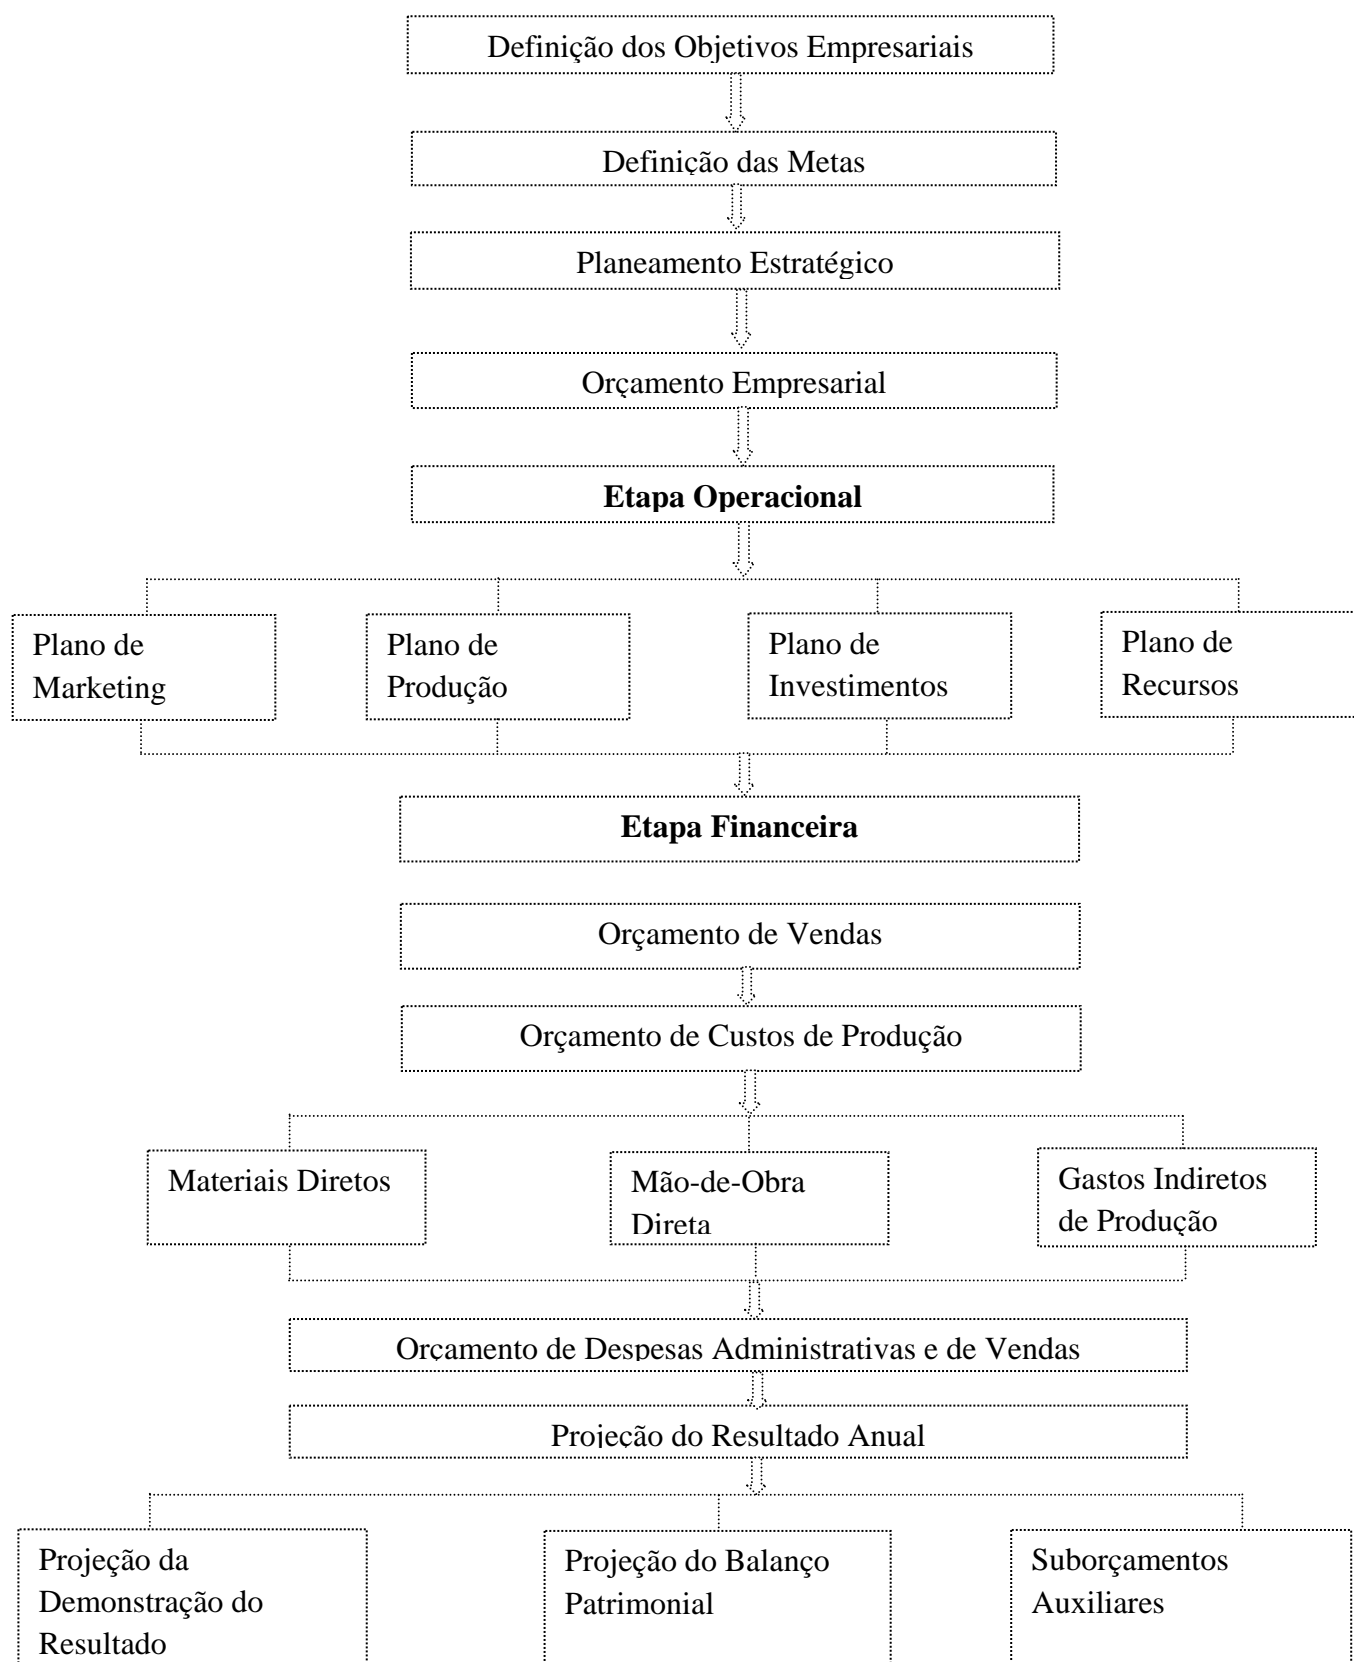 Definição dos Objetivos Empresariais
Definição das Metas
Planeamento Estratégico
Orçamento Empresarial
Etapa Operacional
Plano de
Marketing
Plano de
Produção
Plano de
Investimentos
Plano de
Recursos
Etapa Financeira
Orçamento de Vendas
Orçamento de Custos de Produção
Materiais Diretos
Mão-de-Obra
Direta
Gastos Indiretos
de Produção
Orçamento de Despesas Administrativas e de Vendas
Projeção do Resultado Anual
Projeção da
Demonstração do
Resultado
Projeção do Balanço
Patrimonial
Suborçamentos
Auxiliares